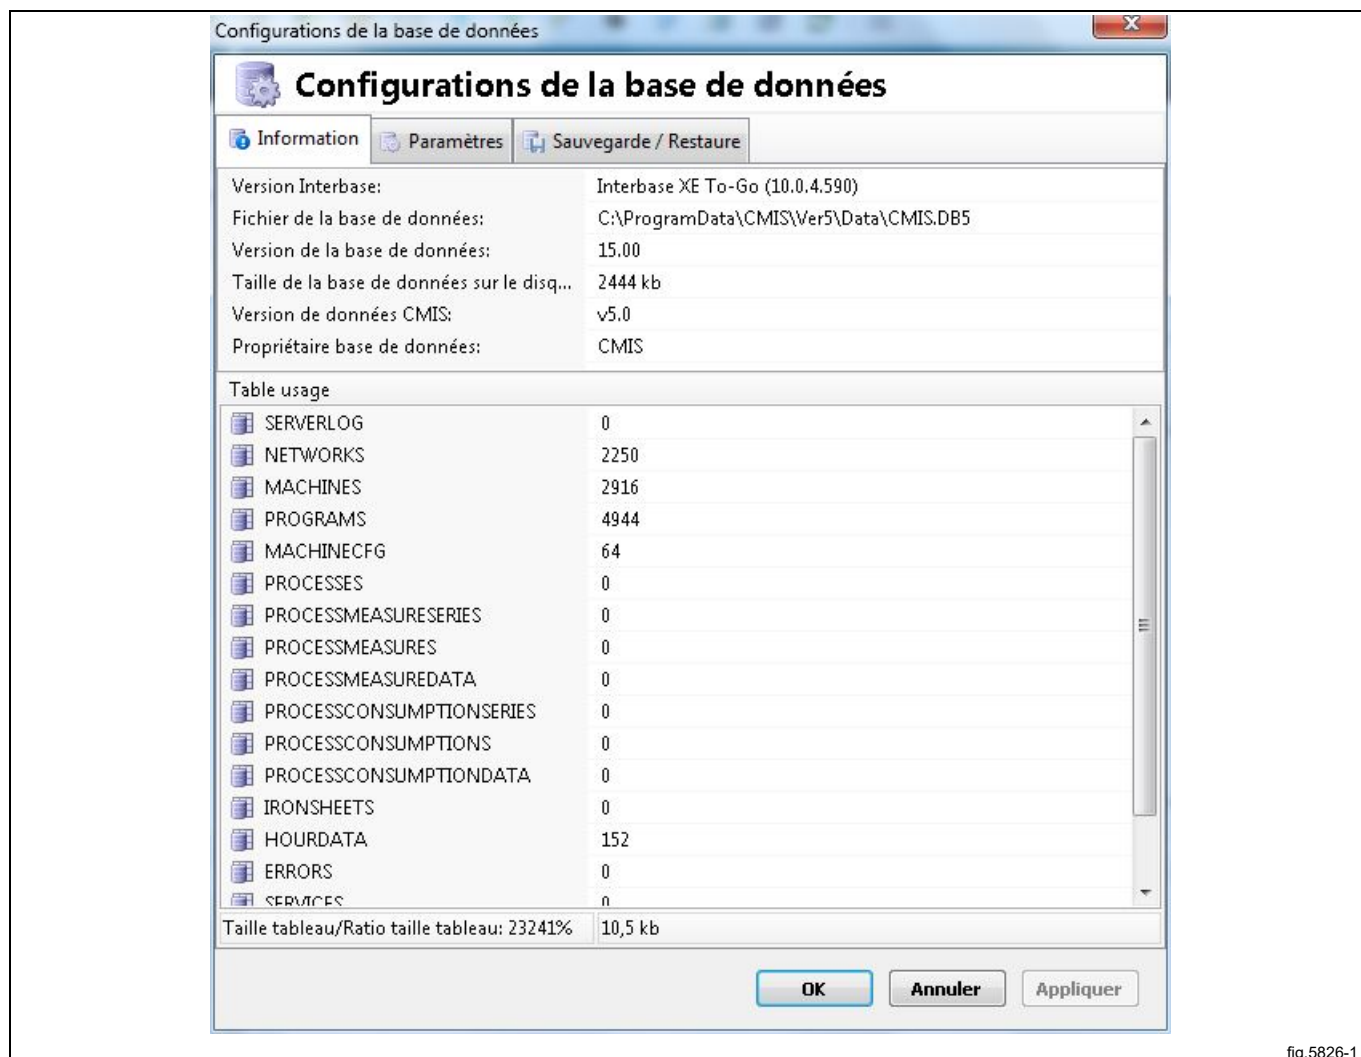 Configurations de la base de données
Configurations de la base de données
Information Paramètres Sauvegarde / Restaure
Version Interbase: Interbase XE To-Go (10.0.4.590)
Fichier de la base de données: C:\ProgramData\CMIS\Ver5\Data\CMIS.DB5
Version de la base de données: 15.00
Taille de la base de données sur le disq... 2444 kb
Version de données CMIS: v5.0
Propriétaire base de données: CMIS
Table usage
SERVERLOG 0
NETWORKS 2250
MACHINES 2916
PROGRAMS 4944
MACHINECFG 64
PROCESSES 0
PROCESSMEASURESERIES 0
PROCESSMEASURES 0
PROCESSMEASUREDATA 0
PROCESSCONSUMPTIONSERIES 0
PROCESSCONSUMPTIONS 0
PROCESSCONSUMPTIONDATA 0
IRONSHEETS 0
HOURDATA 152
ERRORS 0
SERVICES 0
Taille tableau/Ratio taille tableau: 23241% 10,5 kb
OK Annuler Appliquer
fig.5826-1